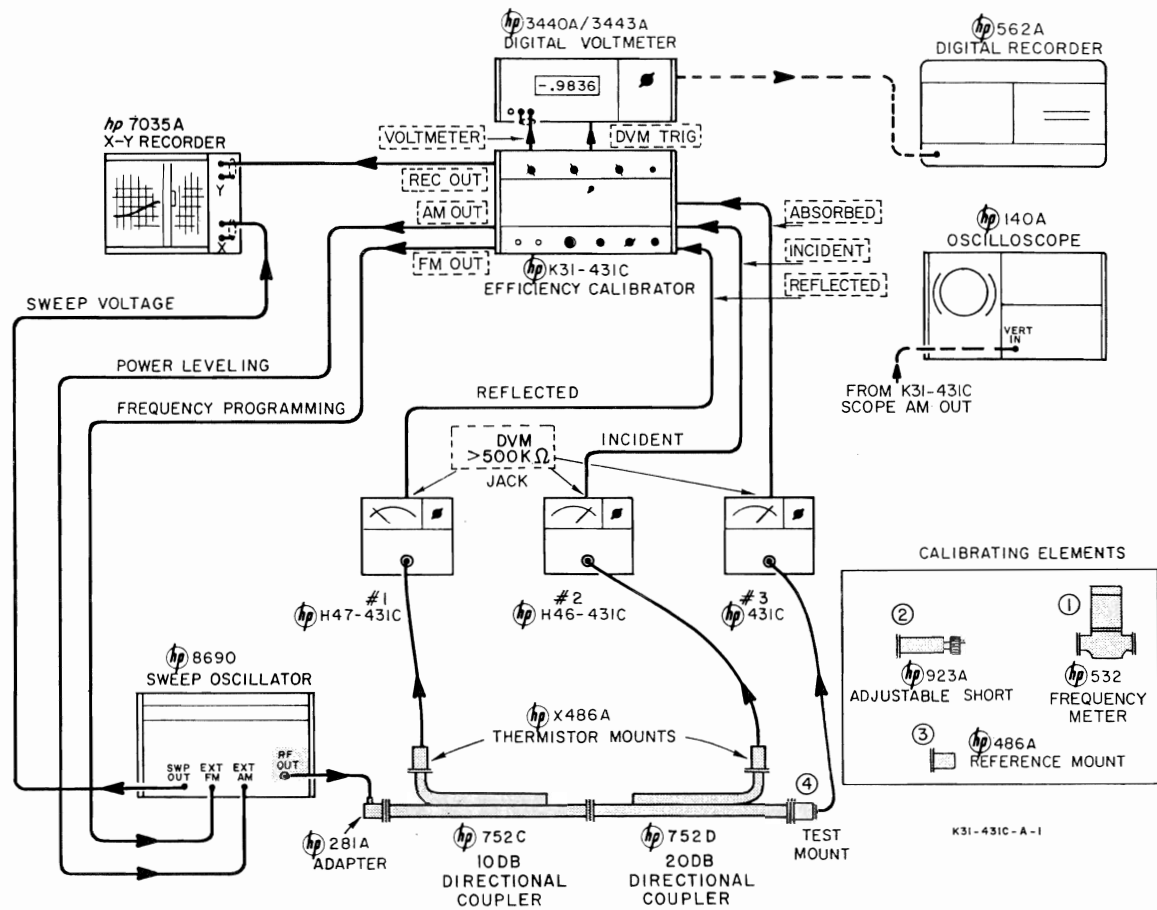 hp 3440A/3443A
DIGITAL VOLTMETER
-.9836
hp 562A
DIGITAL RECORDER
hp 7035A
X-Y RECORDER
Y
X
VOLTMETER
DVM TRIG
REC OUT
AM OUT
FM OUT
hp K31-431C
EFFICIENCY CALIBRATOR
ABSORBED
INCIDENT
REFLECTED
hp 140A
OSCILLOSCOPE
VERT
IN
FROM K31-431C
SCOPE AM OUT
SWEEP VOLTAGE
POWER LEVELING
FREQUENCY PROGRAMMING
REFLECTED
INCIDENT
DVM
>500K Ω
JACK
#1
hp H47-431C
#2
hp H46-431C
#3
hp 431C
CALIBRATING ELEMENTS
①
②
hp 923A
ADJUSTABLE SHORT
hp 532
FREQUENCY
METER
③
hp 486A
REFERENCE MOUNT
hp 8690
SWEEP OSCILLATOR
SWP
OUT
EXT
FM
EXT
AM
RF
OUT
hp X486A
THERMISTOR MOUNTS
④
TEST
MOUNT
hp 281A
ADAPTER
hp 752C
10DB
DIRECTIONAL
COUPLER
hp 752D
20DB
DIRECTIONAL
COUPLER
K31-431C-A-1